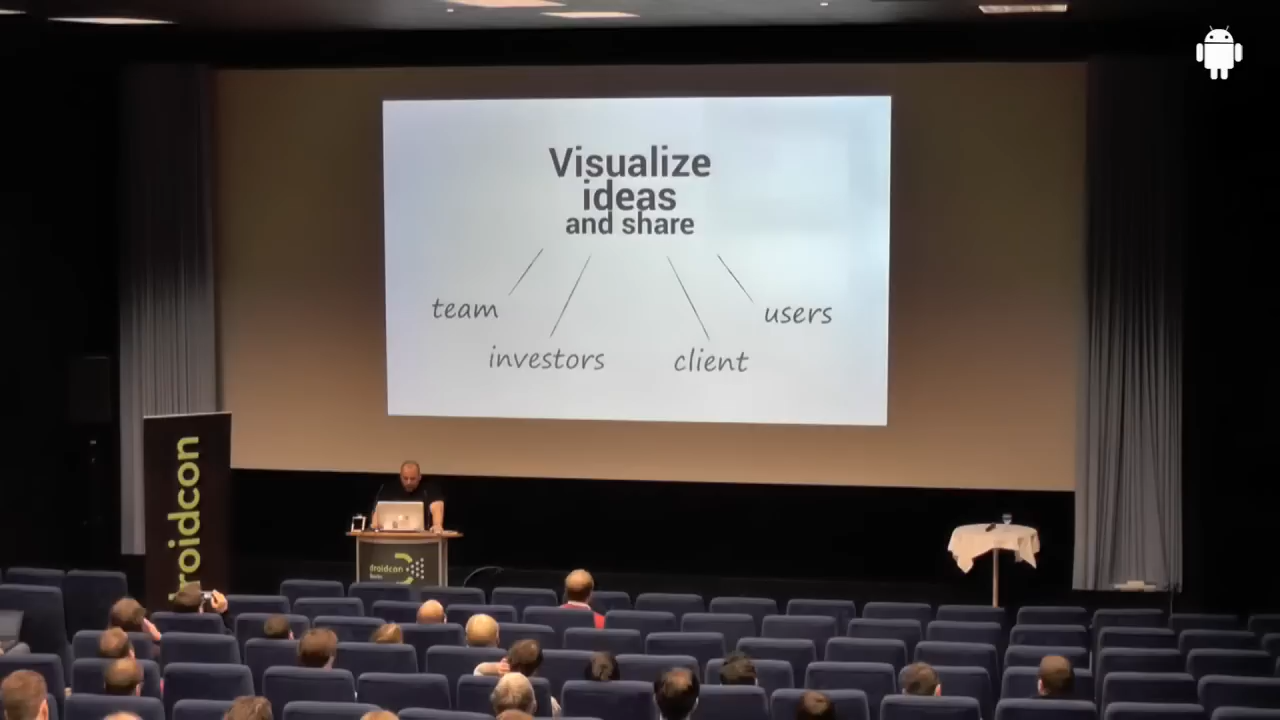 Visualize
ideas
and share
team
users
investors
client
droidcon
droidcon